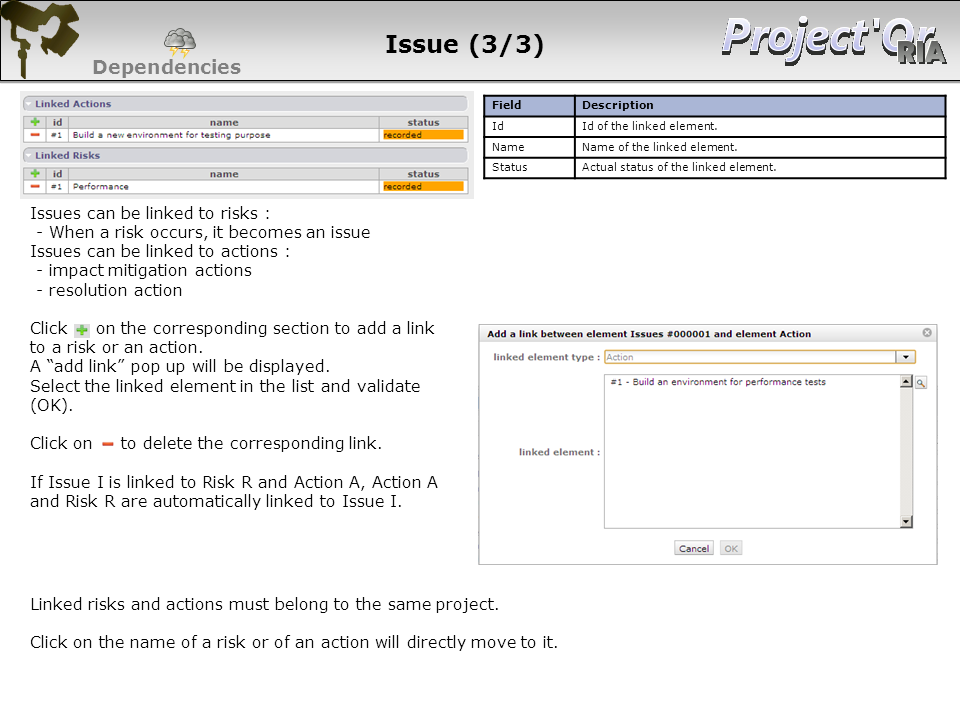 Issue (3/3)
Dependencies
Project'Or
RIA
Linked Actions
id name status
#1 Build a new environment for testing purpose recorded
Linked Risks
id name status
#1 Performance recorded
Field Description
Id Id of the linked element.
Name Name of the linked element.
Status Actual status of the linked element.
Issues can be linked to risks :
- When a risk occurs, it becomes an issue
Issues can be linked to actions :
- impact mitigation actions
- resolution action
Click on the corresponding section to add a link
to a risk or an action.
A “add link” pop up will be displayed.
Select the linked element in the list and validate
(OK).
Click on to delete the corresponding link.
If Issue I is linked to Risk R and Action A, Action A
and Risk R are automatically linked to Issue I.
Add a link between element Issues #000001 and element Action
linked element type : Action
#1 - Build an environment for performance tests
linked element :
Cancel OK
Linked risks and actions must belong to the same project.
Click on the name of a risk or of an action will directly move to it.